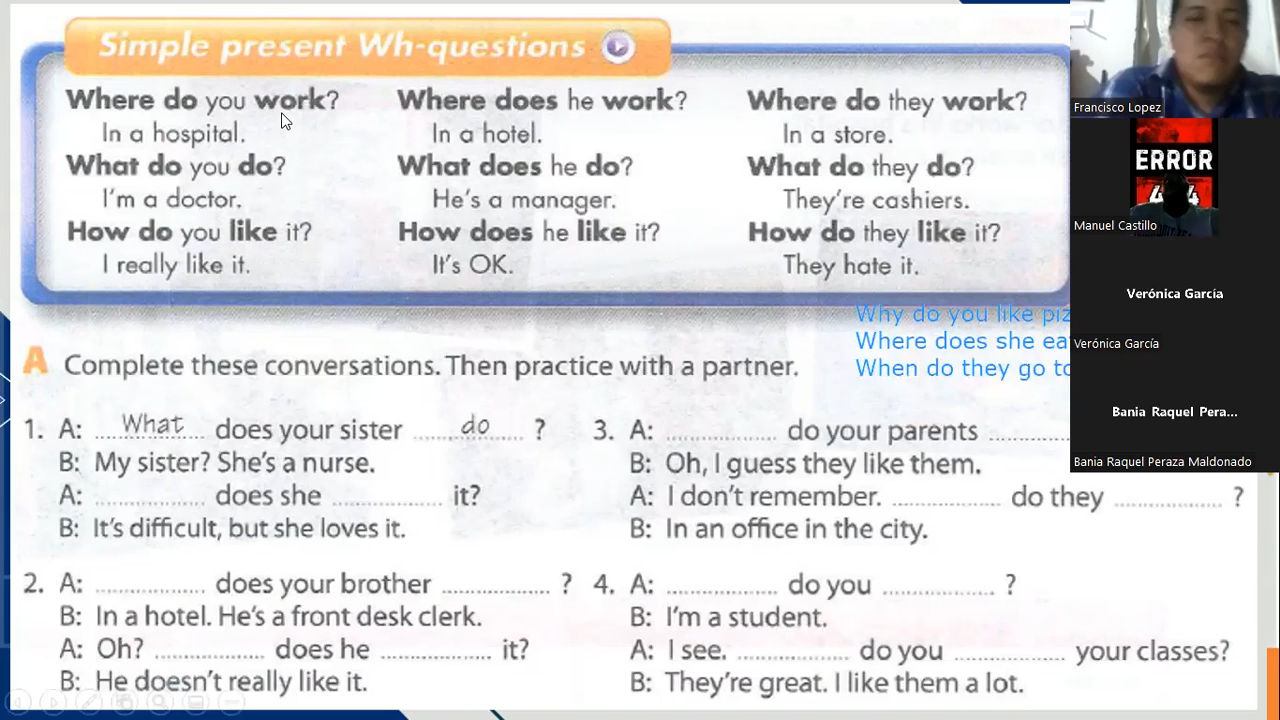 Simple present Wh-questions
Where do you work? Where does he work? Where do they work?
In a hospital. In a hotel. In a store.
What do you do? What does he do? What do they do?
I'm a doctor. He's a manager. They're cashiers.
How do you like it? How does he like it? How do they like it?
I really like it. It's OK. They hate it.
Why do you like
Where does she
When do they go
A Complete these conversations. Then practice with a partner.
1. A: What does your sister do ?
B: My sister? She's a nurse.
A: ............ does she ............ it?
B: It's difficult, but she loves it.
2. A: ............ does your brother ............ ?
B: In a hotel. He's a front desk clerk.
A: Oh? ............ does he ............ it?
B: He doesn't really like it.
3. A: ............ do your parents ............
B: Oh, I guess they like them.
A: I don't remember. ............ do they ............ ?
B: In an office in the city.
4. A: ............ do you ............ ?
B: I'm a student.
A: I see. ............ do you ............ your classes?
B: They're great. I like them a lot.
Francisco Lopez
ERROR
Manuel Castillo
Verónica García
Verónica García
Bania Raquel Pera...
Bania Raquel Peraza Maldonado